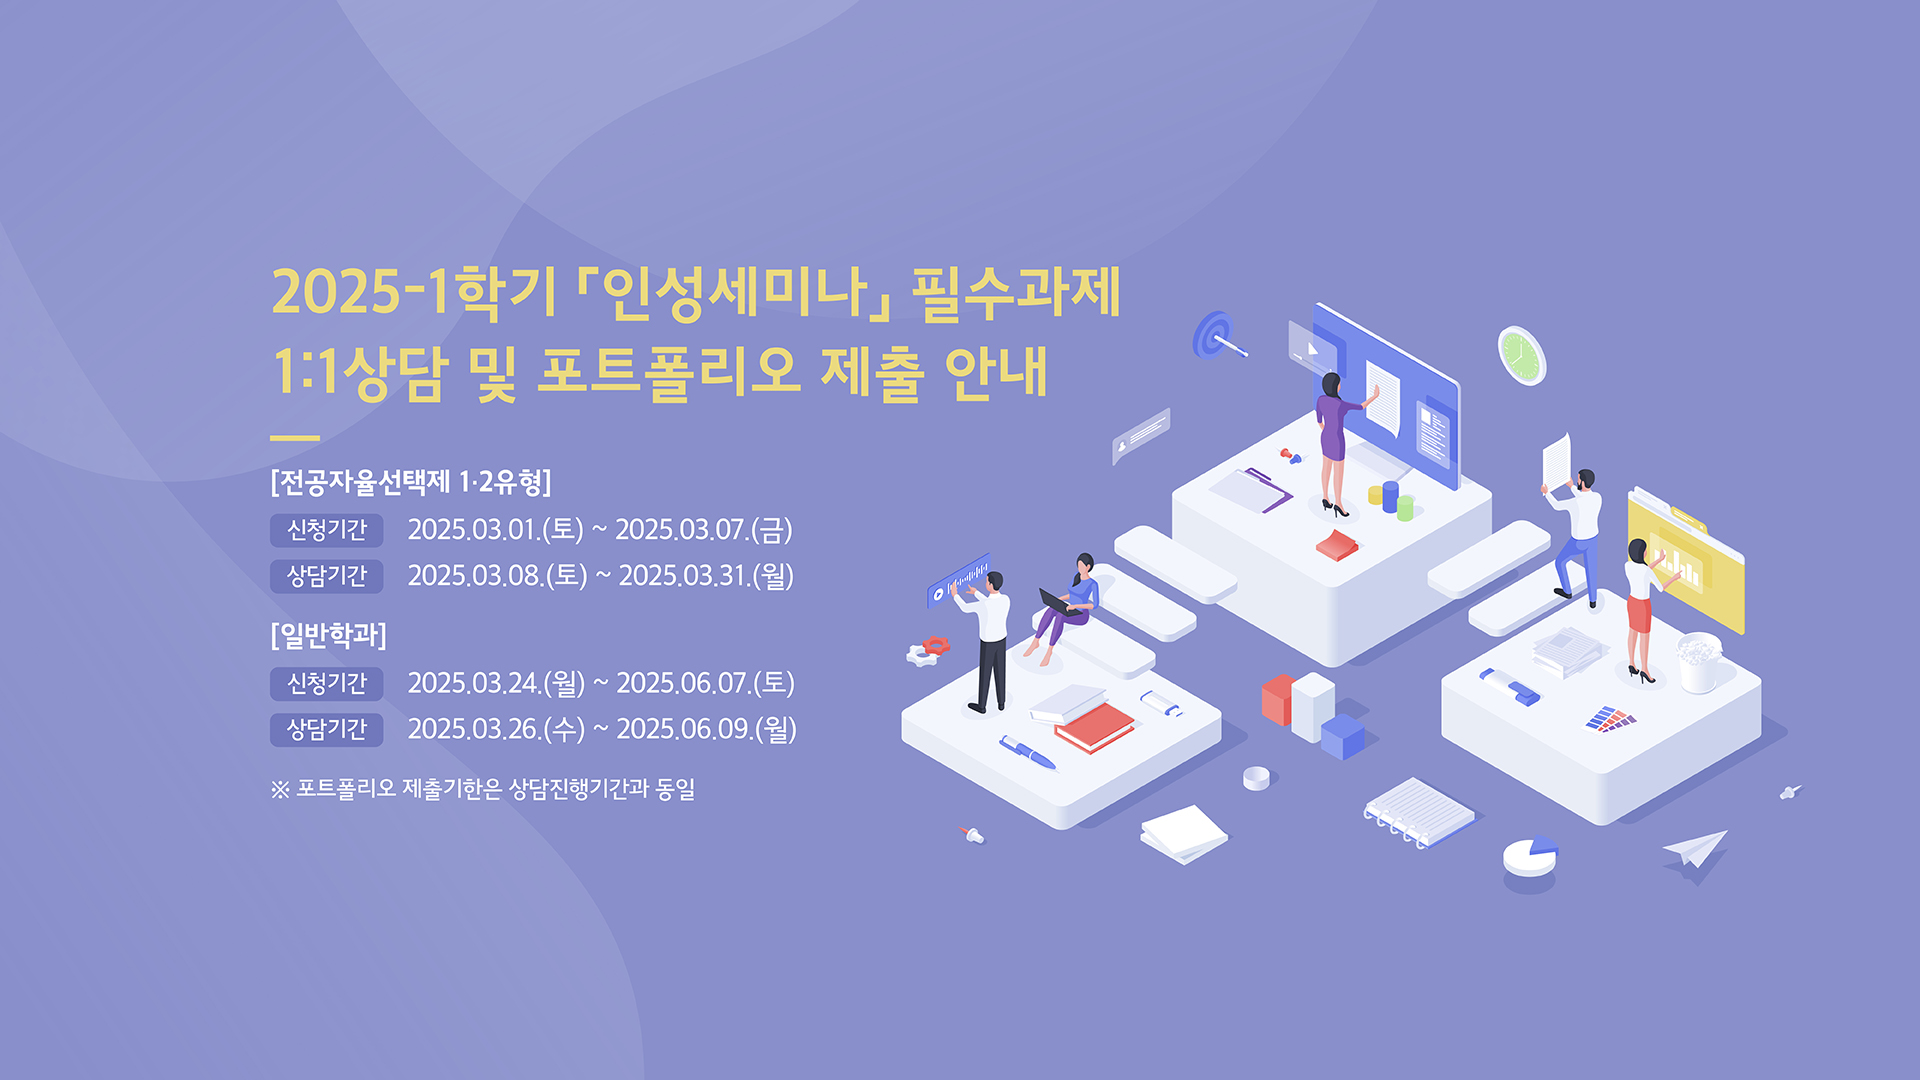 2025-1학기 「인성세미나」 필수과제
1:1상담 및 포트폴리오 제출 안내
[전공자율선택제 1·2유형]
신청기간 2025.03.01.(토) ~ 2025.03.07.(금)
상담기간 2025.03.08.(토) ~ 2025.03.31.(월)
[일반학과]
신청기간 2025.03.24.(월) ~ 2025.06.07.(토)
상담기간 2025.03.26.(수) ~ 2025.06.09.(월)
※ 포트폴리오 제출기한은 상담진행기간과 동일